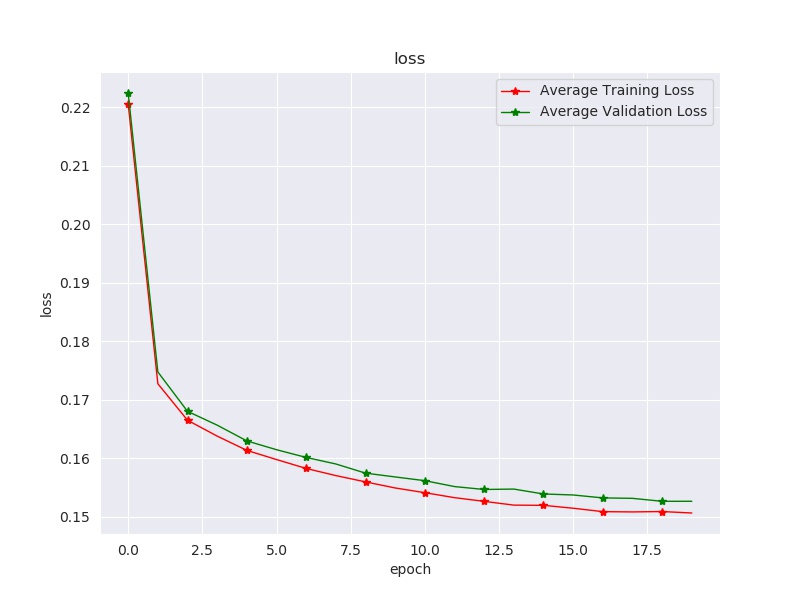 loss
Average Training Loss
Average Validation Loss
0.22
0.21
0.20
0.19
0.18
0.17
0.16
0.15
loss
0.0 2.5 5.0 7.5 10.0 12.5 15.0 17.5
epoch